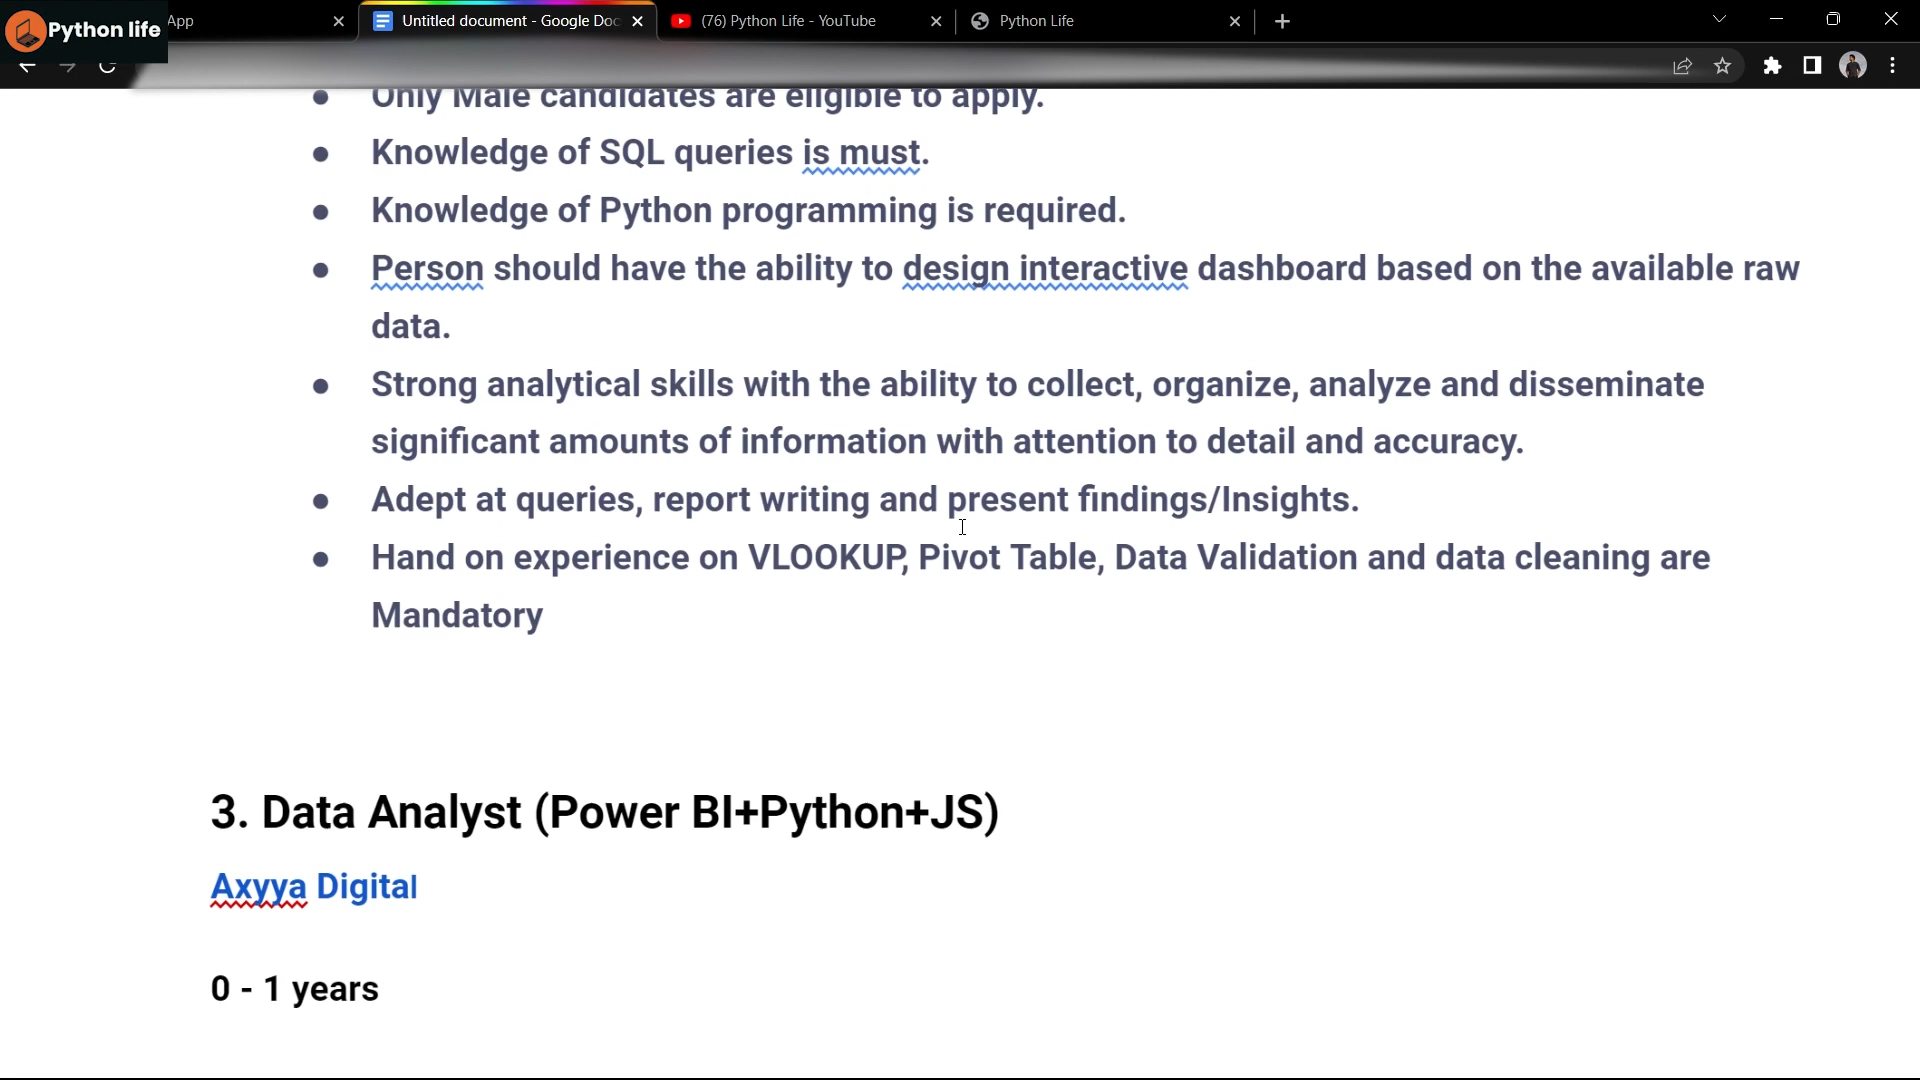 Python life
App
Untitled document - Google Doc
(76) Python Life - YouTube
Python Life
Only Male candidates are eligible to apply.
Knowledge of SQL queries is must.
Knowledge of Python programming is required.
Person should have the ability to design interactive dashboard based on the available raw
data.
Strong analytical skills with the ability to collect, organize, analyze and disseminate
significant amounts of information with attention to detail and accuracy.
Adept at queries, report writing and present findings/Insights.
Hand on experience on VLOOKUP, Pivot Table, Data Validation and data cleaning are
Mandatory
3. Data Analyst (Power BI+Python+JS)
Axyya Digital
0 - 1 years